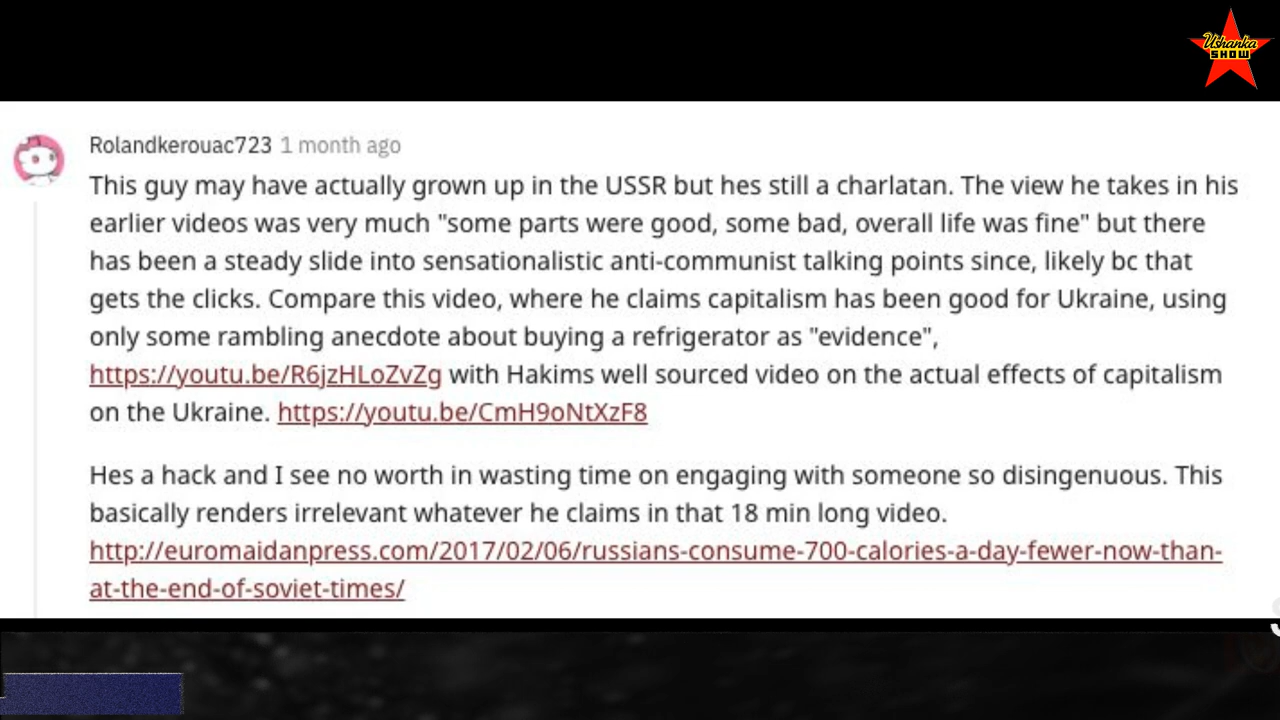 Ushanka
SHOW
Rolandkerouac723 1 month ago
This guy may have actually grown up in the USSR but hes still a charlatan. The view he takes in his
earlier videos was very much "some parts were good, some bad, overall life was fine" but there
has been a steady slide into sensationalistic anti-communist talking points since, likely bc that
gets the clicks. Compare this video, where he claims capitalism has been good for Ukraine, using
only some rambling anecdote about buying a refrigerator as "evidence",
https://youtu.be/R6jzHLoZvZg with Hakims well sourced video on the actual effects of capitalism
on the Ukraine. https://youtu.be/CmH9oNtXzF8
Hes a hack and I see no worth in wasting time on engaging with someone so disingenuous. This
basically renders irrelevant whatever he claims in that 18 min long video.
http://euromaidanpress.com/2017/02/06/russians-consume-700-calories-a-day-fewer-now-than-
at-the-end-of-soviet-times/